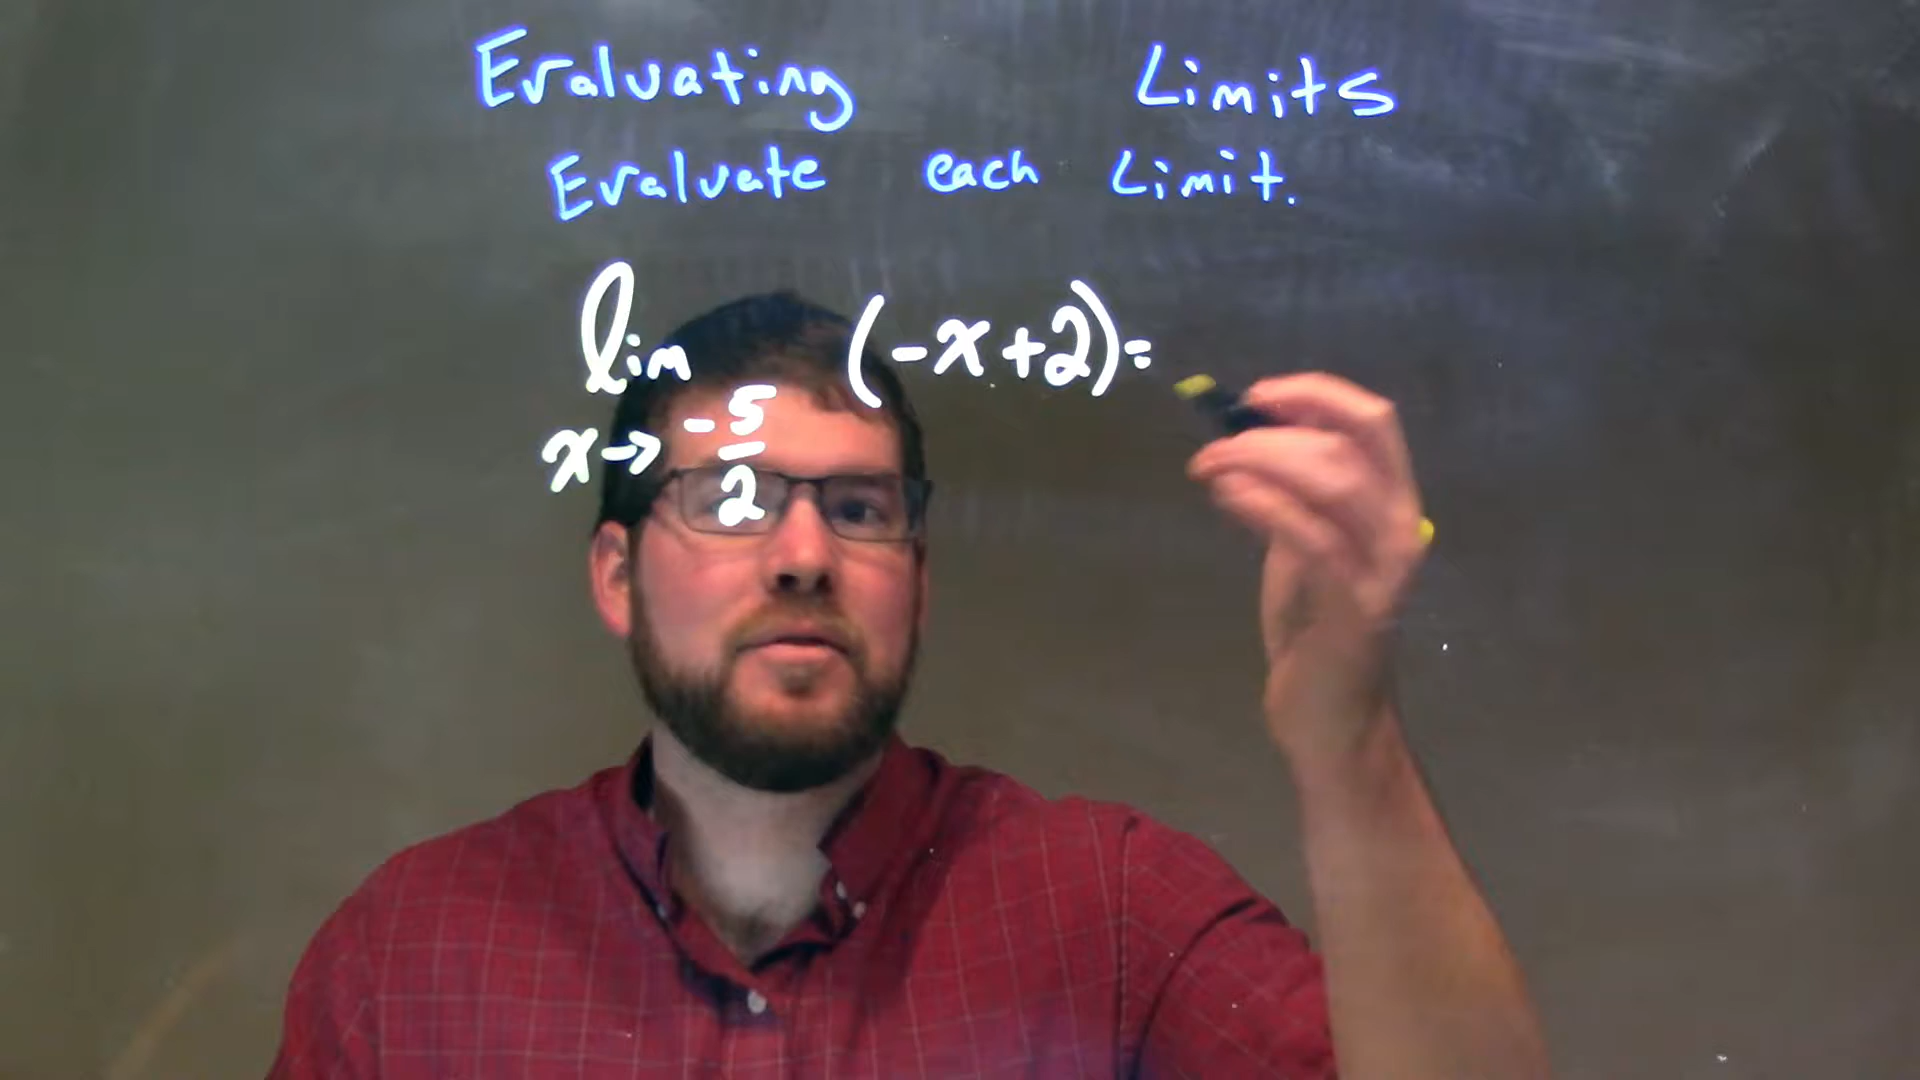 Evaluating Limits
Evaluate each Limit.
lim (-x+2)=
x→ -5/2